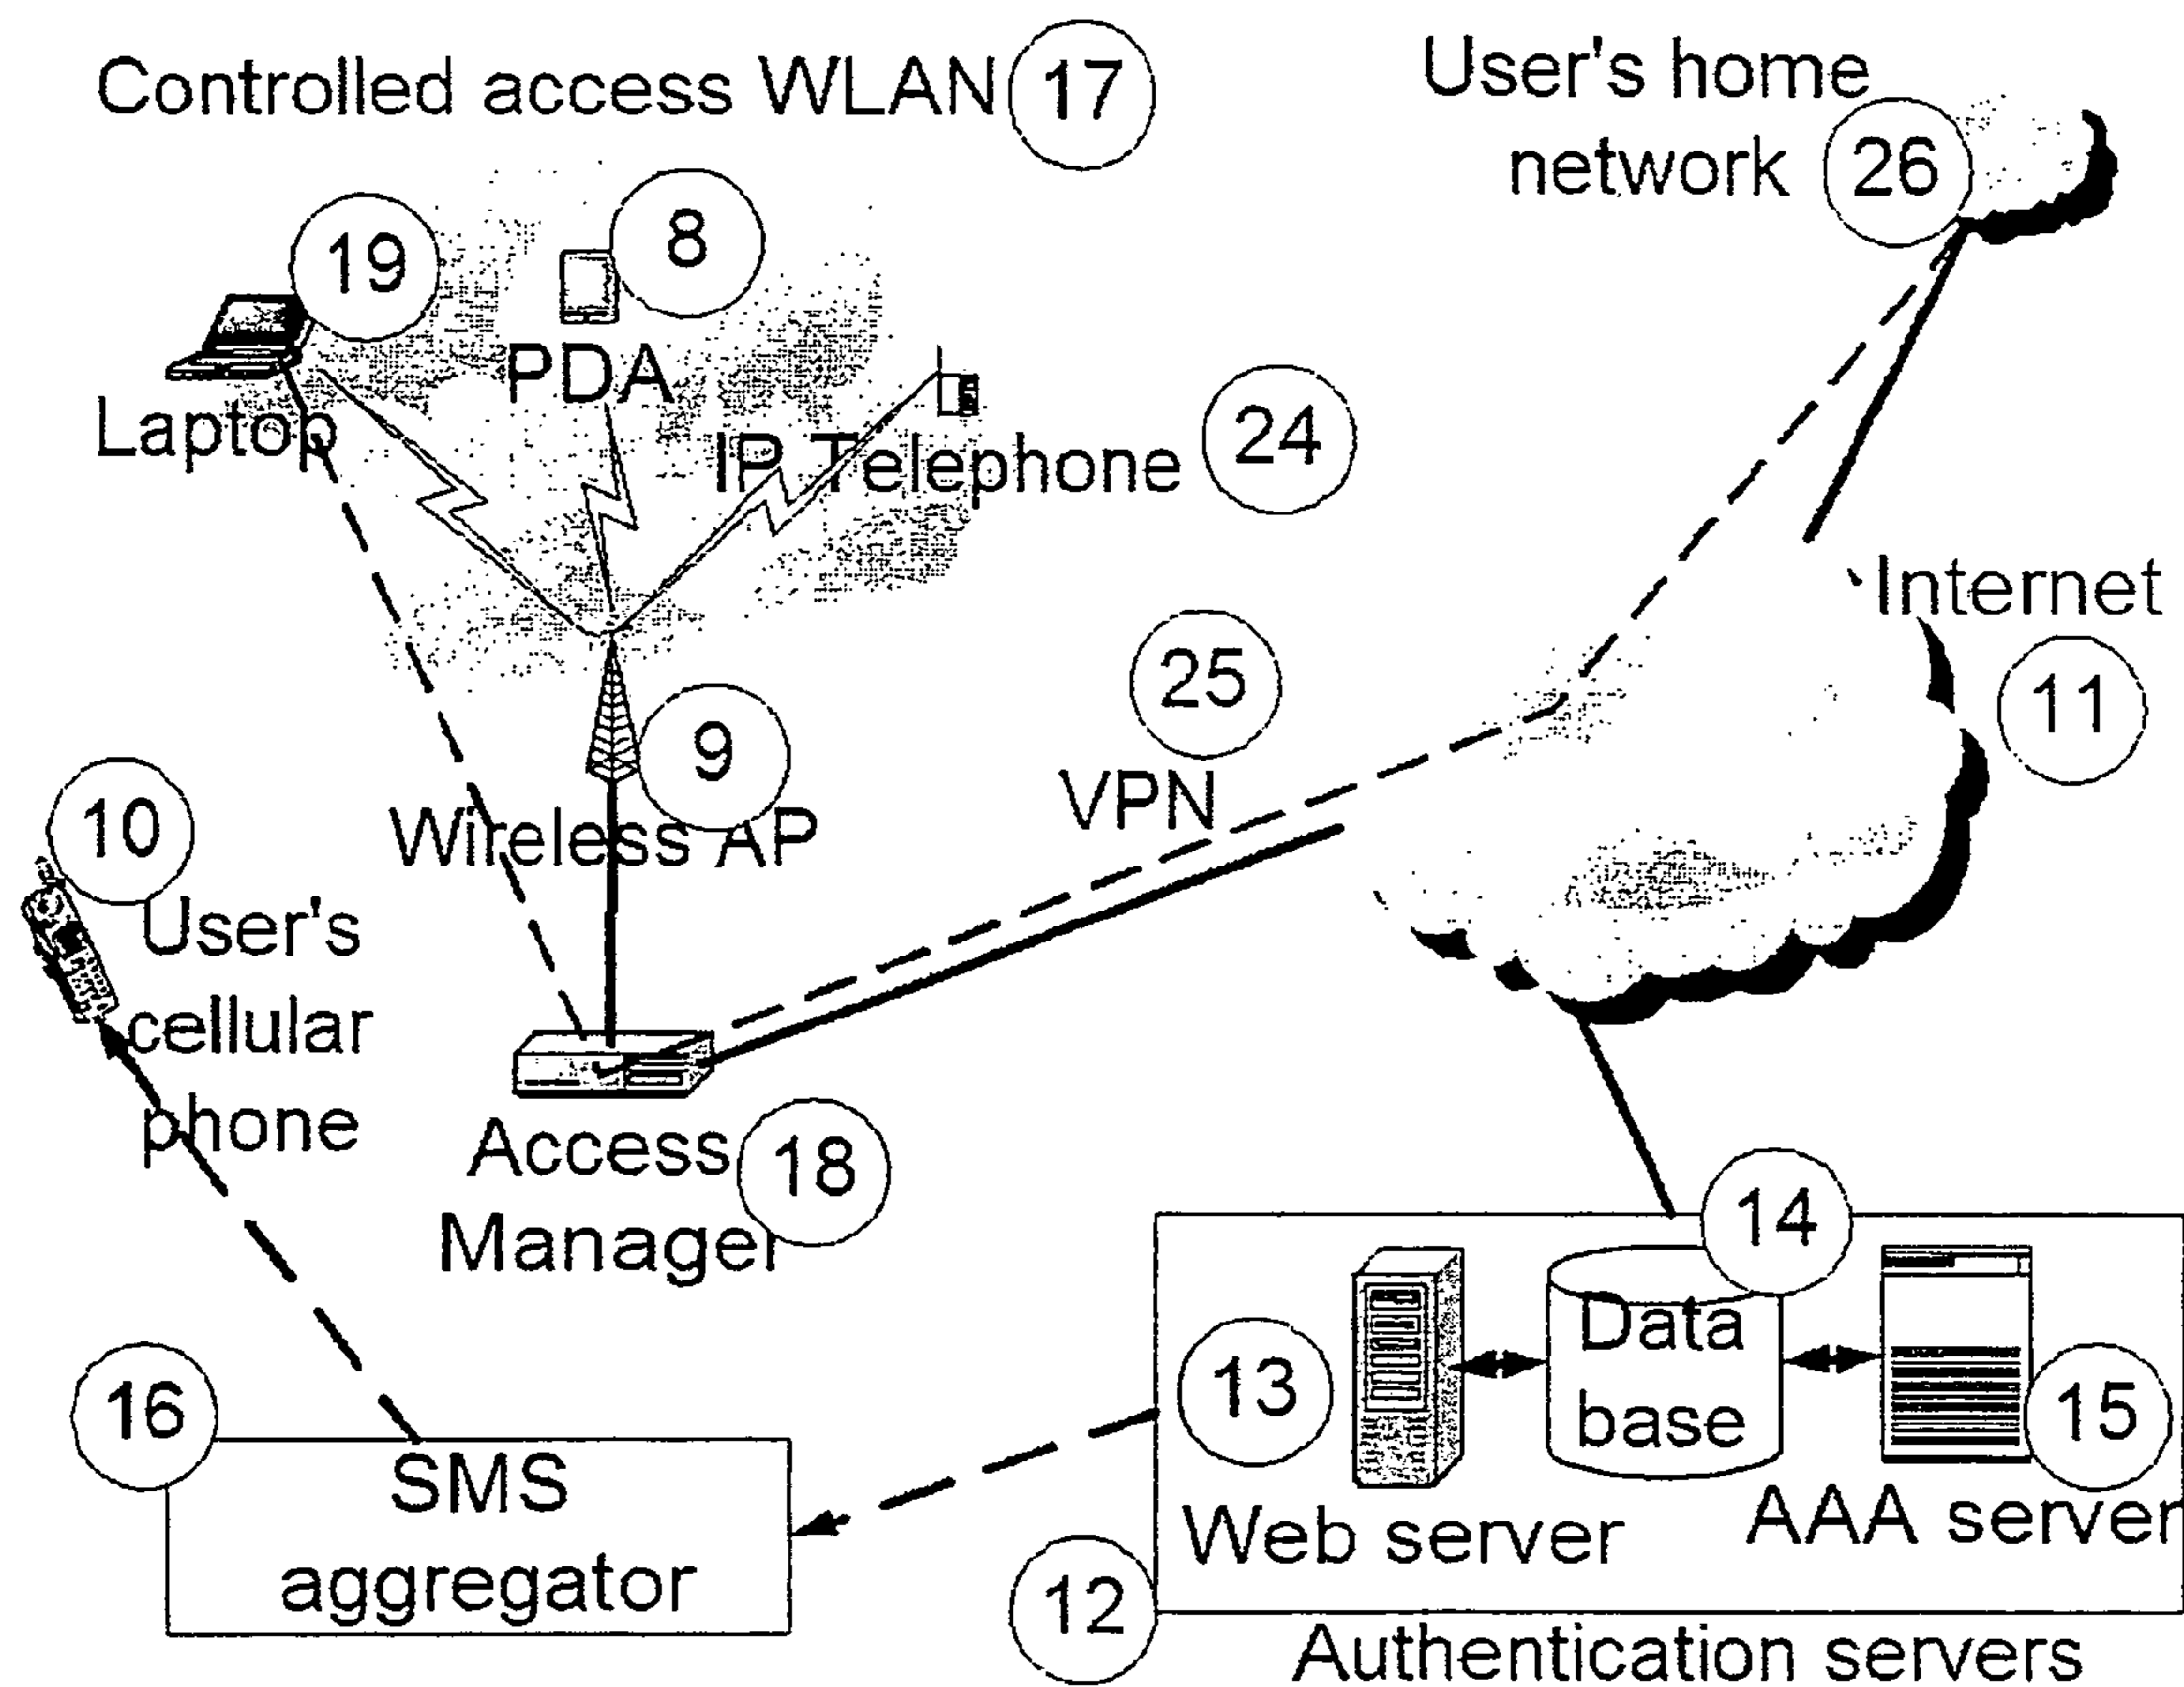 Controlled access WLAN 17
User's home
network 26
19
8
PDA
Laptop
IP Telephone 24
Internet
11
25
VPN
9
Wireless AP
10
User's
cellular
phone
Access
Manager
18
14
Data
base
13
15
Web server
AAA server
12
Authentication servers
16
SMS
aggregator